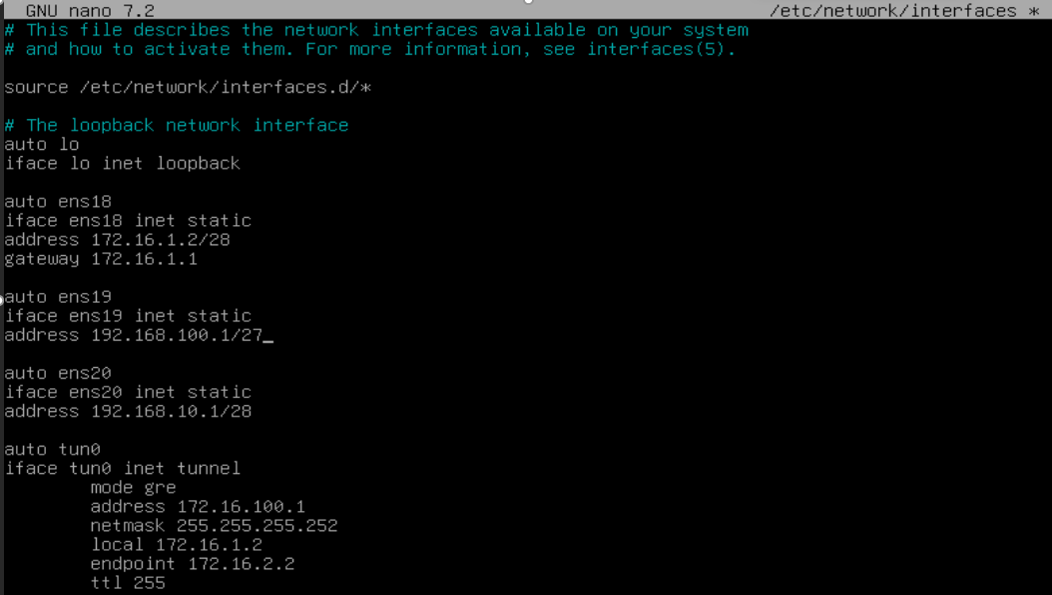 GNU nano 7.2 /etc/network/interfaces *
# This file describes the network interfaces available on your system
# and how to activate them. For more information, see interfaces(5).
source /etc/network/interfaces.d/*
# The loopback network interface
auto lo
iface lo inet loopback
auto ens18
iface ens18 inet static
address 172.16.1.2/28
gateway 172.16.1.1
auto ens19
iface ens19 inet static
address 192.168.100.1/27_
auto ens20
iface ens20 inet static
address 192.168.10.1/28
auto tun0
iface tun0 inet tunnel
mode gre
address 172.16.100.1
netmask 255.255.255.252
local 172.16.1.2
endpoint 172.16.2.2
ttl 255